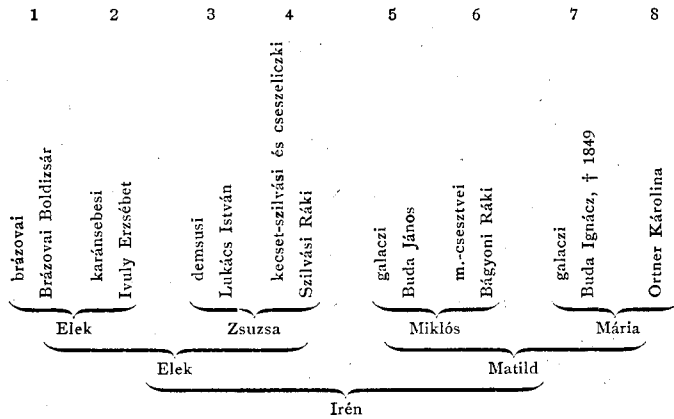 1 2 3 4 5 6 7 8
brázovai
Brázovai Boldizsár
karánsebesi
Ivuly Erzsébet
demsusi
Lukács István
kecset-szilvási és cseszeliczki
Szilvási Ráki
galaczi
Buda János
m.-csesztvei
Bágyoni Ráki
galaczi
Buda Ignácz, † 1849
Ortner Károlina
Elek Zsuzsa Miklós Mária
Elek Matild
Irén